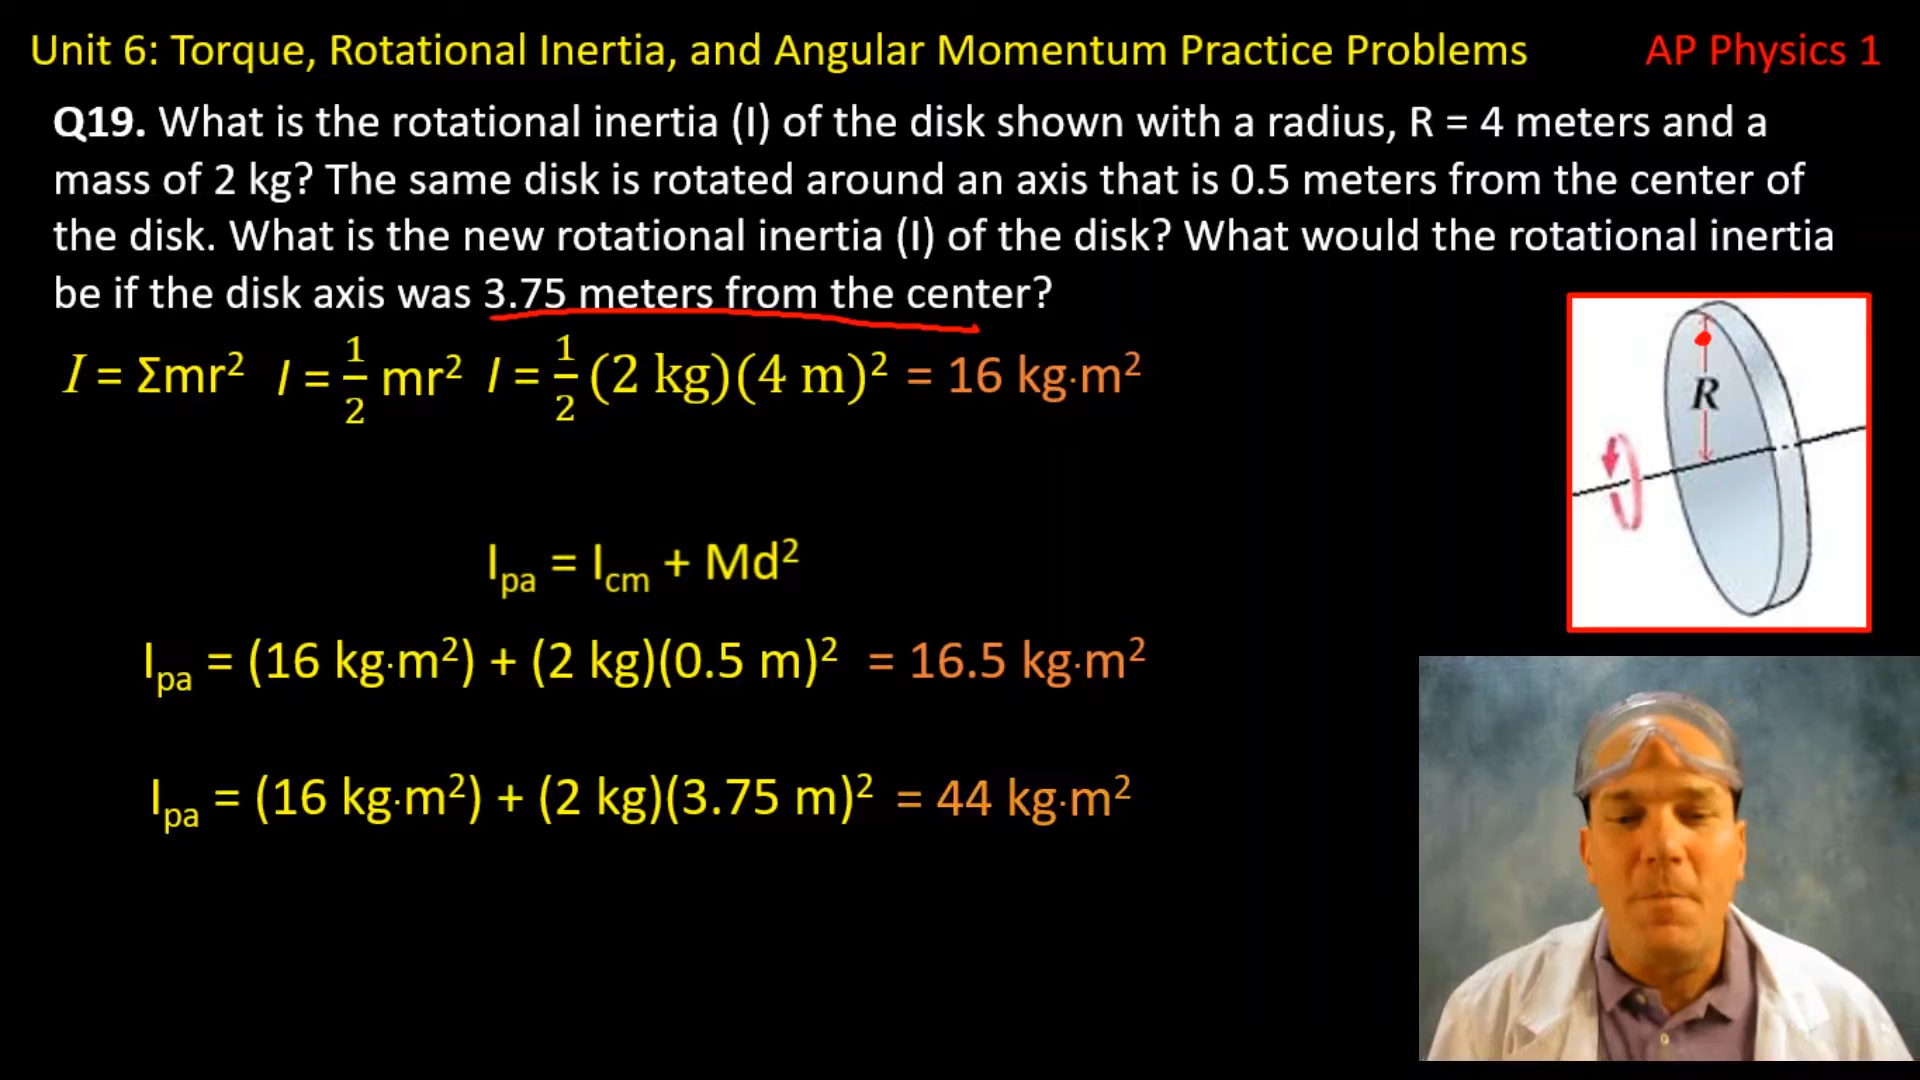 Unit 6: Torque, Rotational Inertia, and Angular Momentum Practice Problems AP Physics 1
Q19. What is the rotational inertia (I) of the disk shown with a radius, R = 4 meters and a
mass of 2 kg? The same disk is rotated around an axis that is 0.5 meters from the center of
the disk. What is the new rotational inertia (I) of the disk? What would the rotational inertia
be if the disk axis was 3.75 meters from the center?
I = Σmr² I = 1/2 mr² I = 1/2 (2 kg)(4 m)² = 16 kg·m²
R
Ipa = Icm + Md²
Ipa = (16 kg·m²) + (2 kg)(0.5 m)² = 16.5 kg·m²
Ipa = (16 kg·m²) + (2 kg)(3.75 m)² = 44 kg·m²